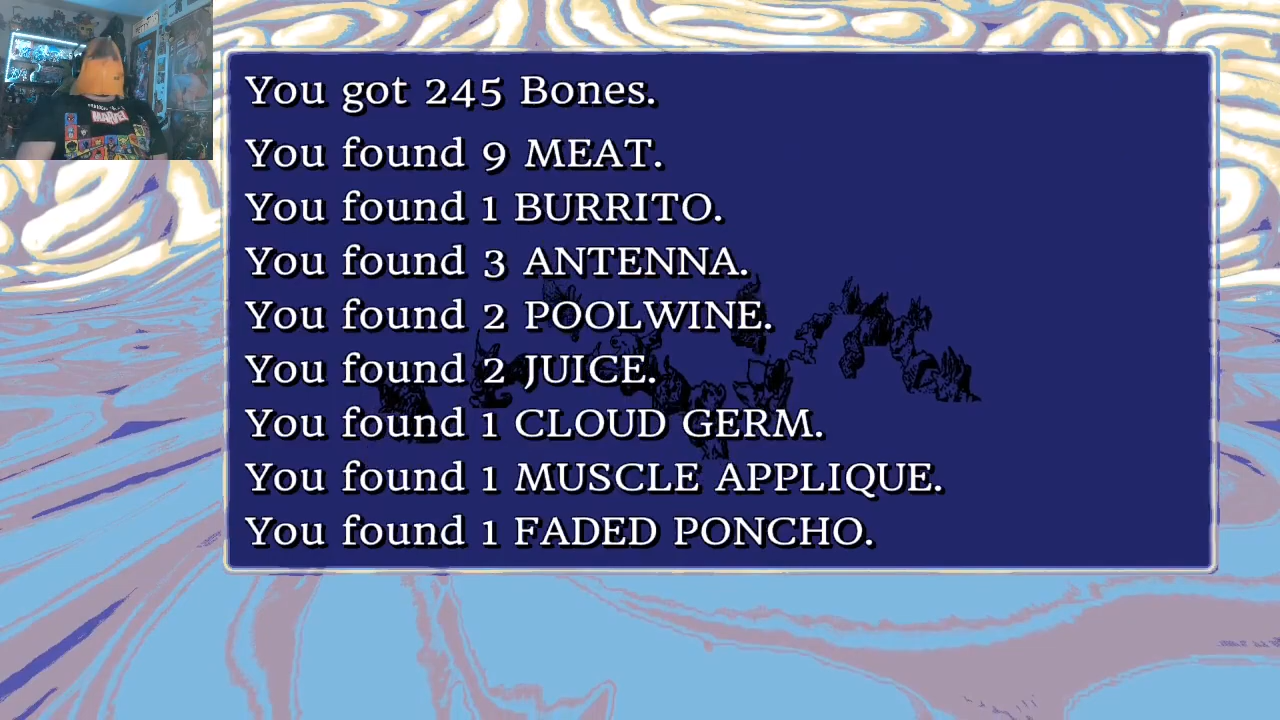 MARVEL
You got 245 Bones.
You found 9 MEAT.
You found 1 BURRITO.
You found 3 ANTENNA.
You found 2 POOLWINE.
You found 2 JUICE.
You found 1 CLOUD GERM.
You found 1 MUSCLE APPLIQUE.
You found 1 FADED PONCHO.